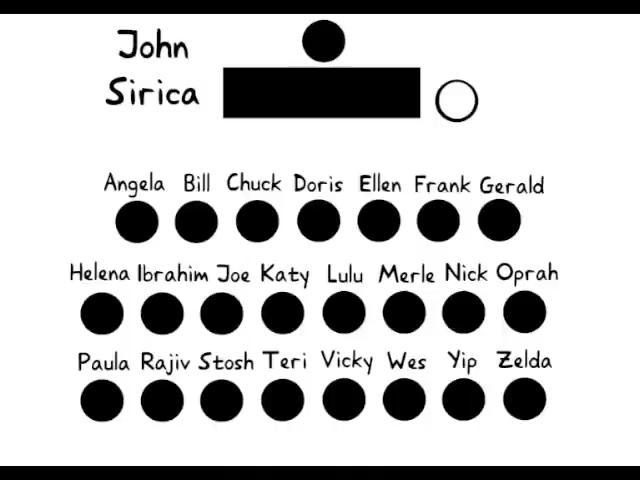 John
Sirica
Angela Bill Chuck Doris Ellen Frank Gerald
Helena Ibrahim Joe Katy Lulu Merle Nick Oprah
Paula Rajiv Stosh Teri Vicky Wes Yip Zelda